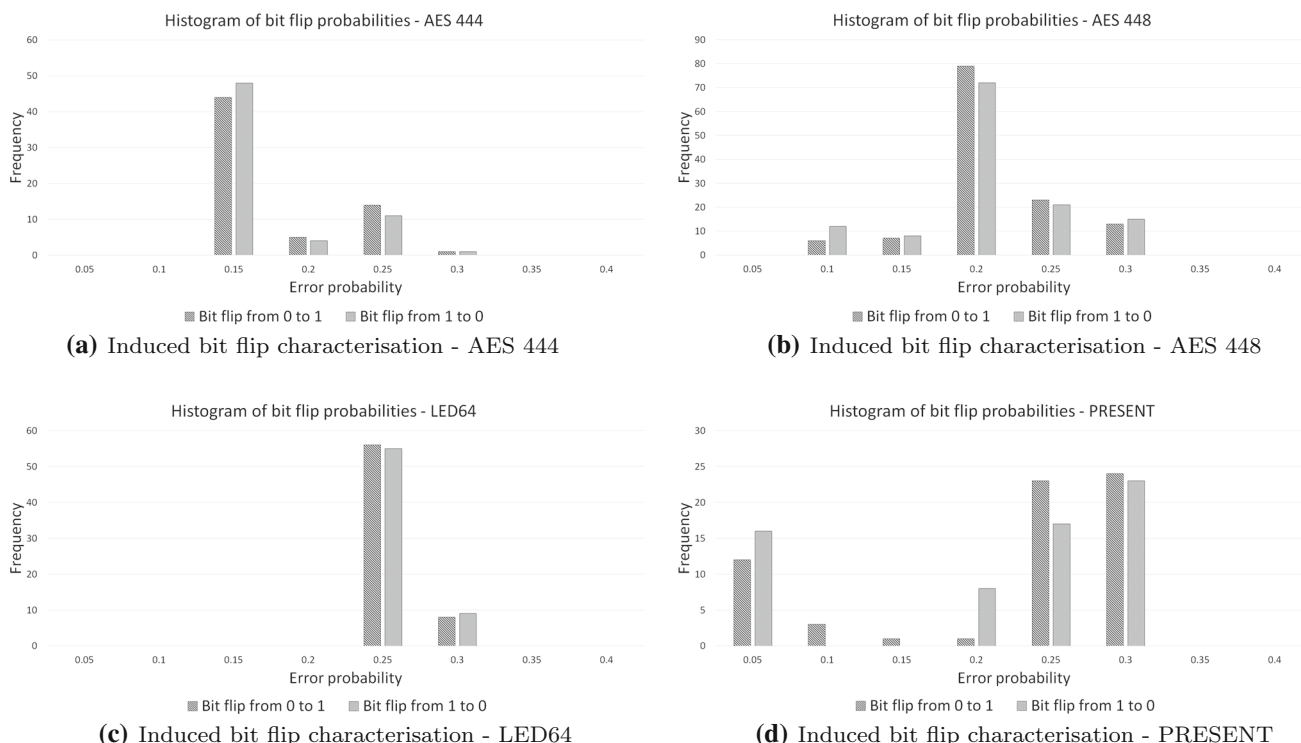 Histogram of bit flip probabilities - AES 444
60
50
40
30
20
10
0
Frequency
0.05 0.1 0.15 0.2 0.25 0.3 0.35 0.4
Error probability
Bit flip from 0 to 1 Bit flip from 1 to 0
(a) Induced bit flip characterisation - AES 444
Histogram of bit flip probabilities - AES 448
90
80
70
60
50
40
30
20
10
0
Frequency
0.05 0.1 0.15 0.2 0.25 0.3 0.35 0.4
Error probability
Bit flip from 0 to 1 Bit flip from 1 to 0
(b) Induced bit flip characterisation - AES 448
Histogram of bit flip probabilities - LED64
60
50
40
30
20
10
0
Frequency
0.05 0.1 0.15 0.2 0.25 0.3 0.35 0.4
Error probability
Bit flip from 0 to 1 Bit flip from 1 to 0
(c) Induced bit flip characterisation - LED64
Histogram of bit flip probabilities - PRESENT
30
25
20
15
10
5
0
Frequency
0.05 0.1 0.15 0.2 0.25 0.3 0.35 0.4
Error probability
Bit flip from 0 to 1 Bit flip from 1 to 0
(d) Induced bit flip characterisation - PRESENT